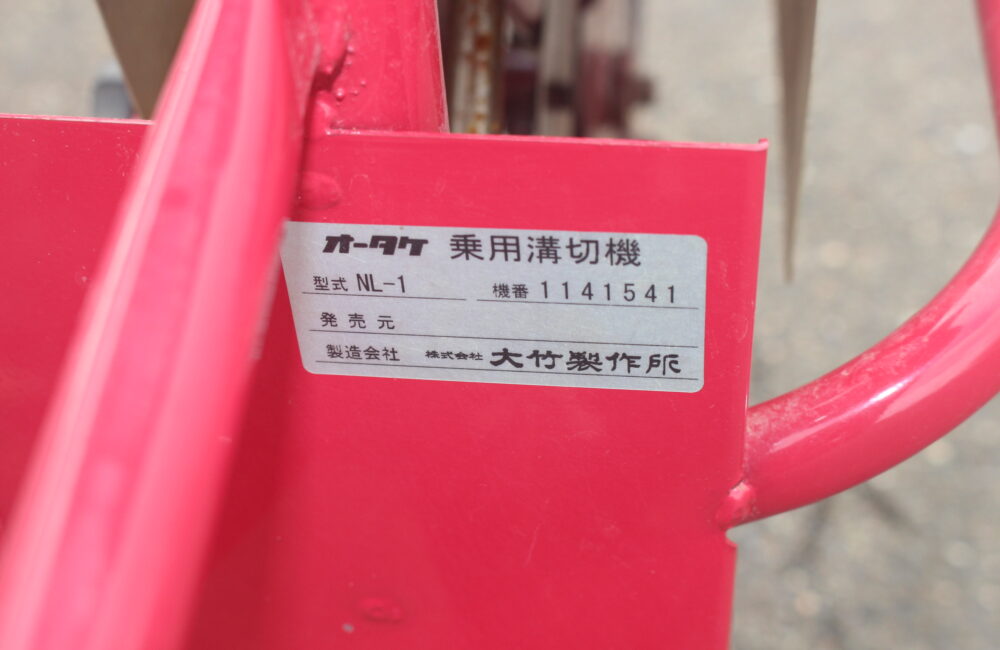 オータケ 乗用溝切機
型式 NL-1 機番 1141541
発売元
製造会社 株式会社 大竹製作所